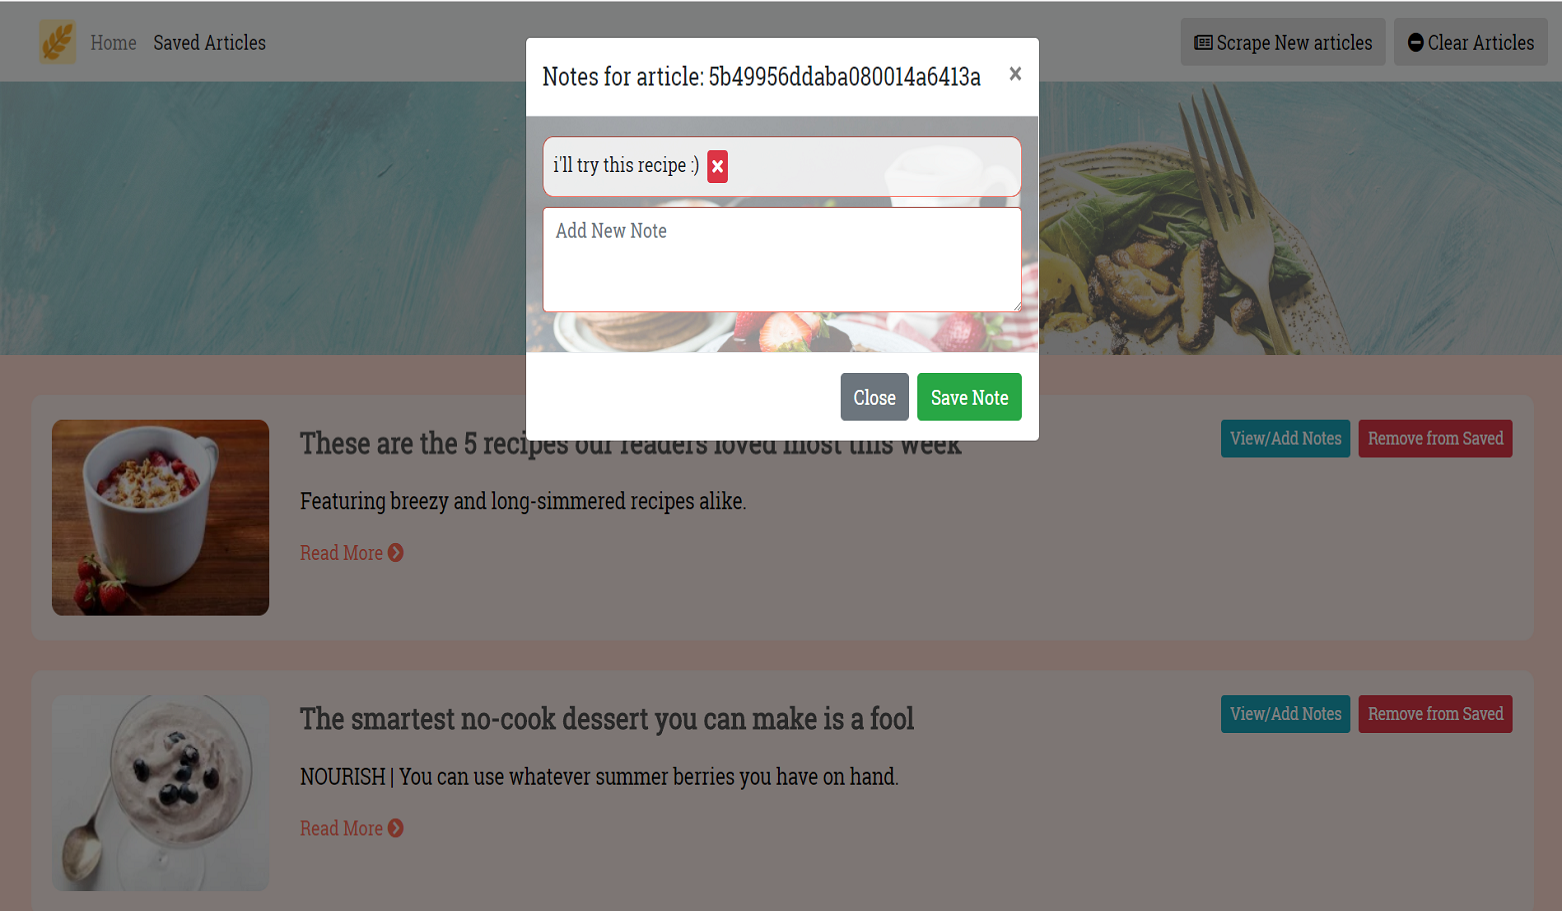 Home Saved Articles Scrape New articles Clear Articles
Notes for article: 5b49956ddaba080014a6413a ×
i'll try this recipe :)
Add New Note
Close Save Note
These are the 5 recipes our readers loved most this week
View/Add Notes Remove from Saved
Featuring breezy and long-simmered recipes alike.
Read More
The smartest no-cook dessert you can make is a fool
View/Add Notes Remove from Saved
NOURISH | You can use whatever summer berries you have on hand.
Read More